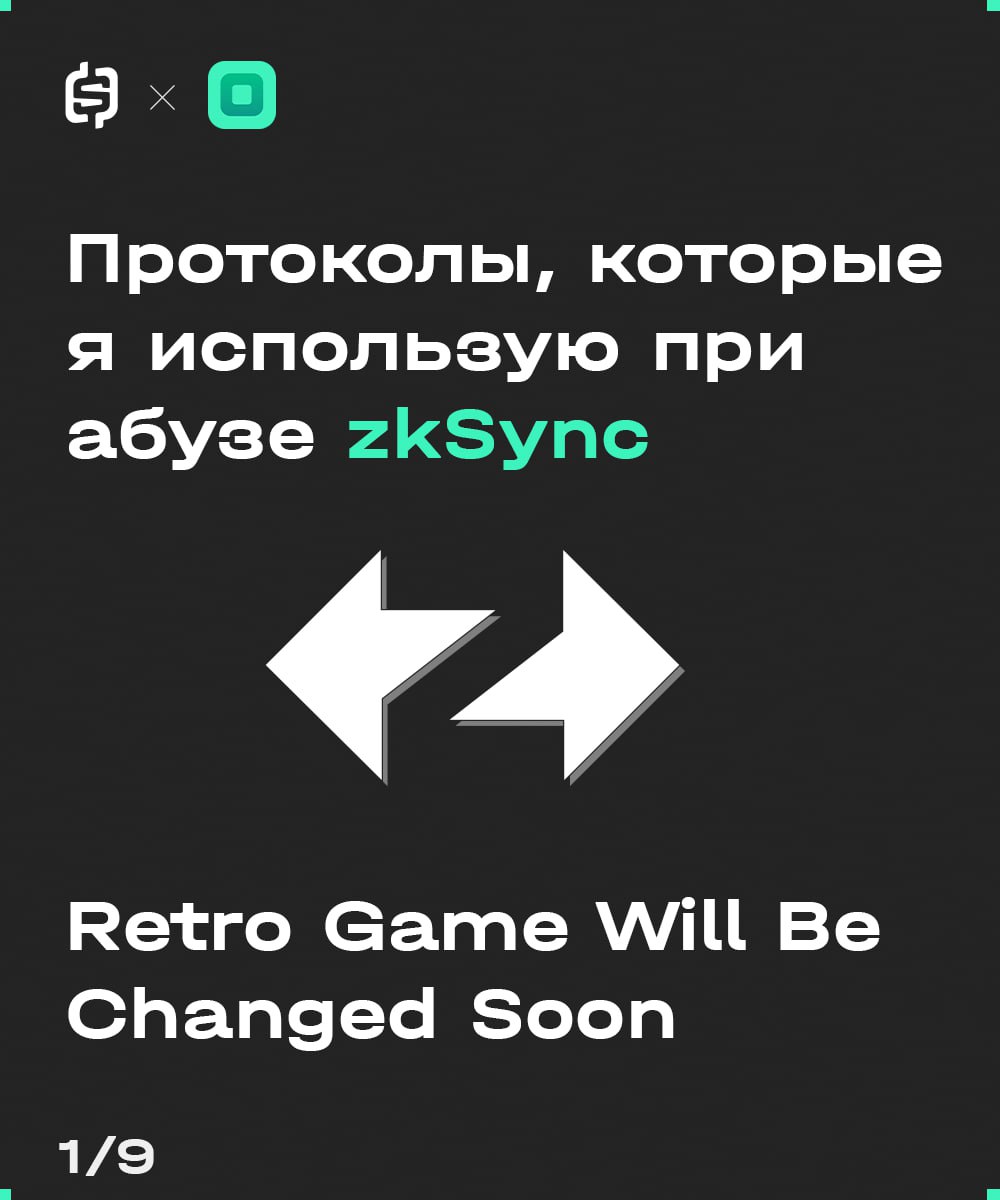 Протоколы, которые
я использую при
абузе zkSync
Retro Game Will Be
Changed Soon
1/9